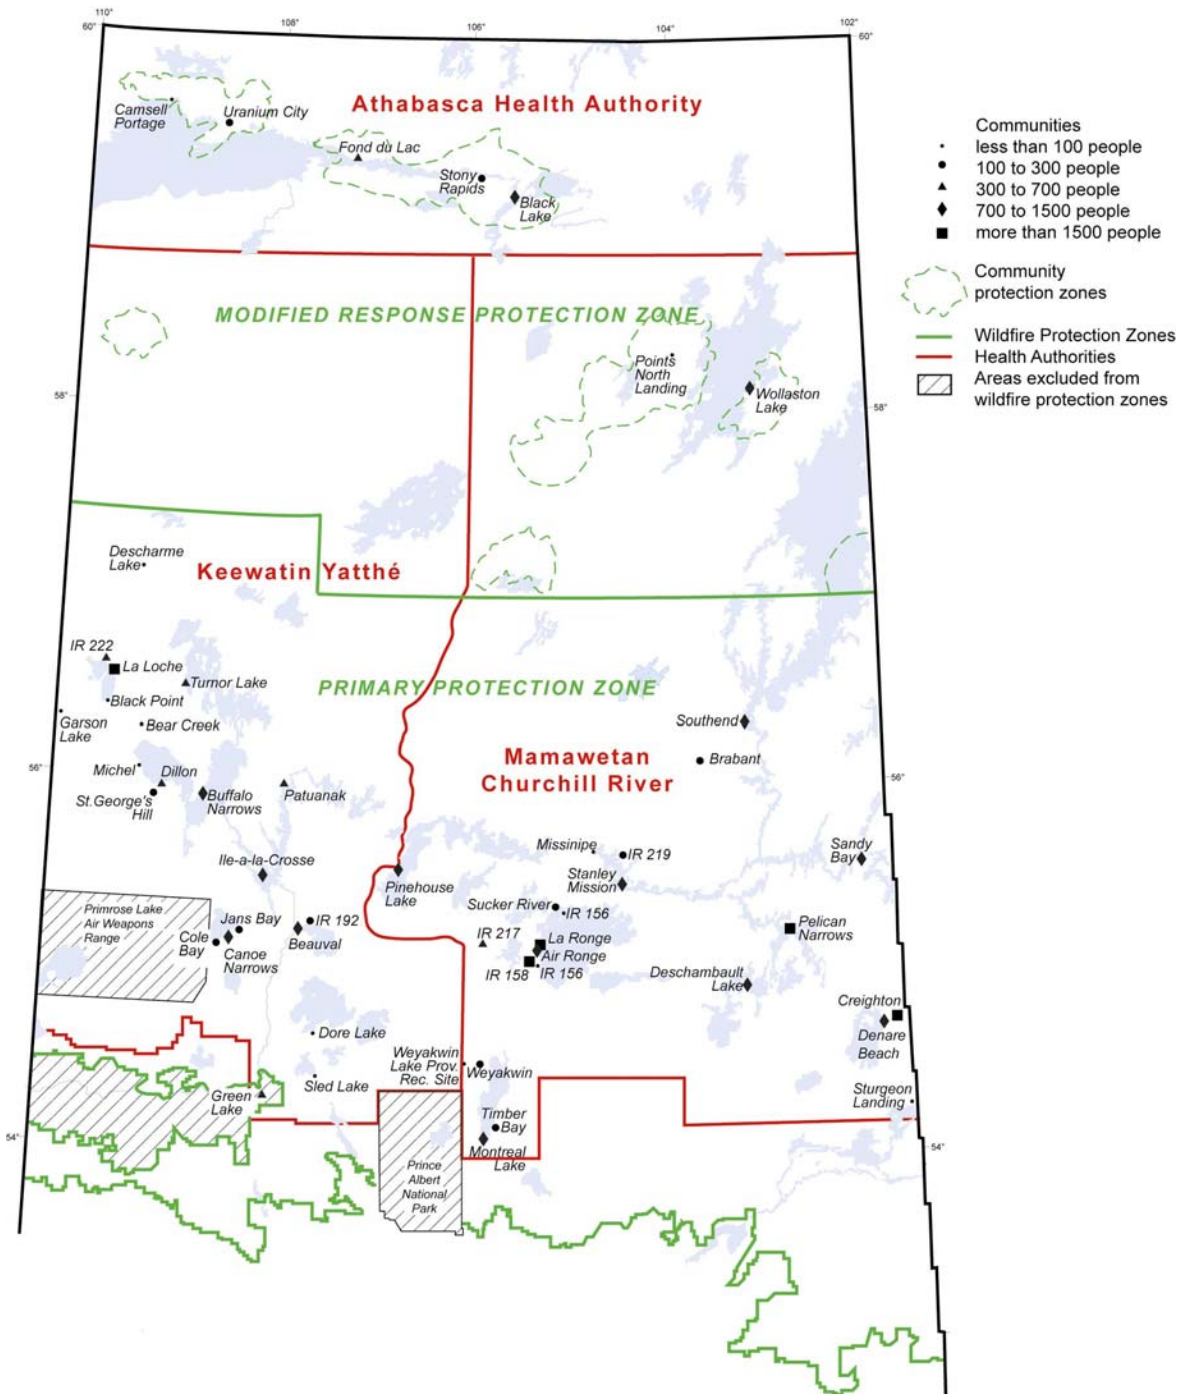 110°
108°
106°
104°
102°
60°
60°
Athabasca Health Authority
Camsell
Portage
Uranium City
Fond du Lac
Stony
Rapids
Black
Lake
Communities
less than 100 people
100 to 300 people
300 to 700 people
700 to 1500 people
more than 1500 people
Community
protection zones
Wildfire Protection Zones
Health Authorities
Areas excluded from
wildfire protection zones
MODIFIED RESPONSE PROTECTION ZONE
Points
North
Landing
Wollaston
Lake
58°
58°
Descharme
Lake
Keewatin Yatthé
IR 222
La Loche
Turnor Lake
PRIMARY PROTECTION ZONE
Black Point
Garson
Lake
Bear Creek
Southend
Brabant
Mamawetan
Churchill River
56°
56°
Michel
Dillon
St.George's
Hill
Buffalo
Narrows
Patuanak
Ile-a-la-Crosse
Pinehouse
Lake
Missinipe
IR 219
Stanley
Mission
Sandy
Bay
Primrose Lake
Air Weapons
Range
Jans Bay
Cole
Bay
Canoe
Narrows
IR 192
Beauval
Sucker River
IR 156
IR 217
La Ronge
Air Ronge
IR 158
IR 156
Pelican
Narrows
Deschambault
Lake
Creighton
Denare
Beach
Dore Lake
Sled Lake
Weyakwin
Lake Prov.
Rec. Site
Weyakwin
Green
Lake
Timber
Bay
Montreal
Lake
Sturgeon
Landing
54°
54°
Prince
Albert
National
Park